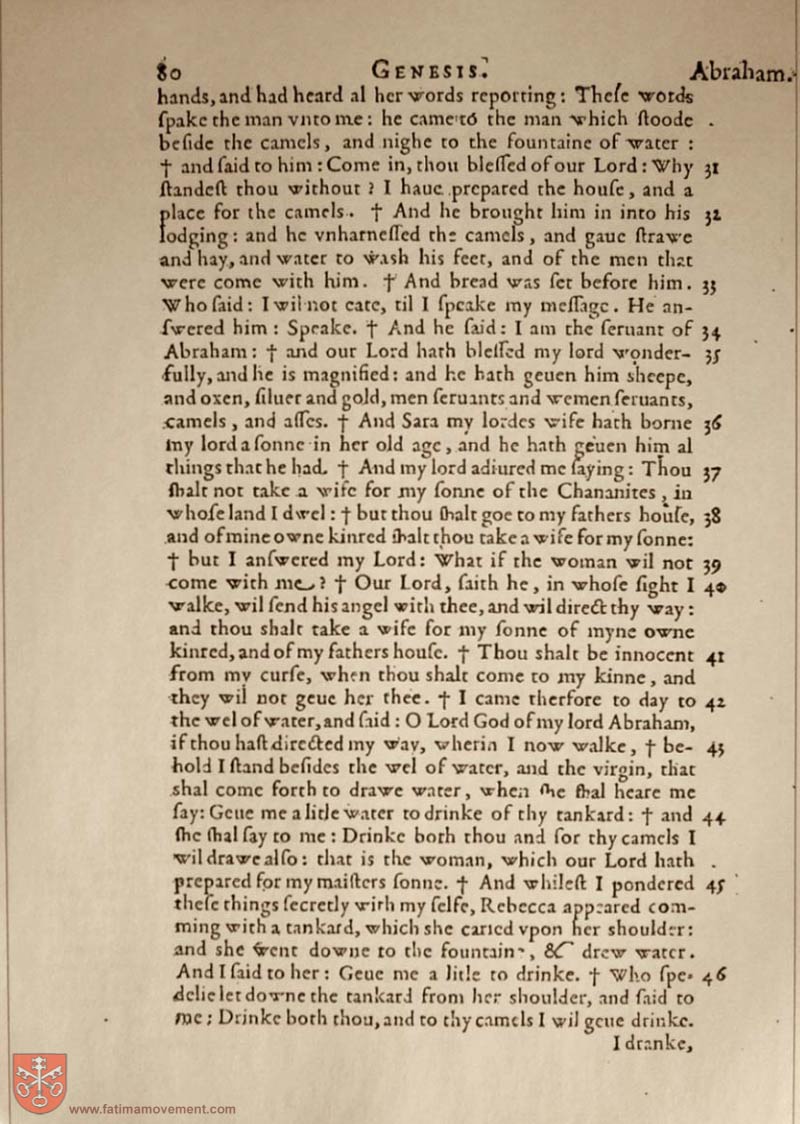 80 GENESIS. Abraham.
hands, and had heard al her words reporting: Theſe words
ſpake the man vnto me: he came to the man which ſtoode
beſide the camels, and nighe to the fountaine of water:
† and ſaid to him: Come in, thou bleſſed of our Lord: Why 31
ſtandeſt thou without? I haue prepared the houſe, and a
place for the camels. † And he brought him in into his 32
lodging: and he vnharneſſed the camels, and gaue ſtrawe
and hay, and water to waſh his feet, and of the men that
were come with him. † And bread was ſet before him. 33
Who ſaid: I wil not eate, til I ſpeake my meſſage. He an-
ſwered him: Speake. † And he ſaid: I am the ſeruant of 34
Abraham: † and our Lord hath bleſſed my lord wonder- 35
fully, and he is magnified: and he hath geuen him sheepe,
and oxen, ſiluer and gold, men ſeruants and wemen ſeruants,
camels, and aſſes. † And Sara my lordes wife hath borne 36
my lord a ſonne in her old age, and he hath geuen him al
things that he had. † And my lord adiured me ſaying: Thou 37
ſhalt not take a wife for my ſonne of the Chananites, in
whoſe land I dwel: † but thou ſhalt goe to my fathers houſe, 38
and of mine owne kinred ſhalt thou take a wife for my ſonne:
† but I anſwered my Lord: What if the woman wil not 39
come with me? † Our Lord, ſaith he, in whoſe ſight I 40
walke, wil ſend his angel with thee, and wil direct thy way:
and thou shalt take a wife for my ſonne of myne owne
kinred, and of my fathers houſe. † Thou shalt be innocent 41
from my curſe, when thou shalt come to my kinne, and
they wil not geue her thee. † I came therfore to day to 42
the wel of water, and ſaid: O Lord God of my lord Abraham,
if thou haſt directed my way, wherin I now walke, † be- 43
hold I ſtand beſides the wel of water, and the virgin, that
shal come forth to drawe water, when ſhe ſhal heare me
ſay: Geue me a litle water to drinke of thy tankard: † and 44
ſhe ſhal ſay to me: Drinke both thou and for thy camels I
wil drawe alſo: that is the woman, which our Lord hath
prepared for my maiſters ſonne. † And whileſt I pondered 45
theſe things ſecretly with my ſelfe, Rebecca appeared com-
ming with a tankard, which she caried vpon her shoulder:
and she went downe to the fountaine, & drew water.
And I ſaid to her: Geue me a litle to drinke. † Who ſpe- 46
delie let downe the tankard from her shoulder, and ſaid to
me: Drinke both thou, and to thy camels I wil geue drinke.
I dranke,
www.fatimamovement.com